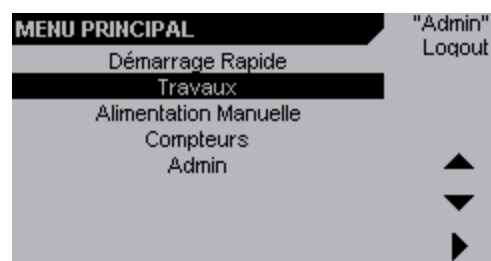 MENU PRINCIPAL
"Admin"
Logout
Démarrage Rapide
Travaux
Alimentation Manuelle
Compteurs
Admin